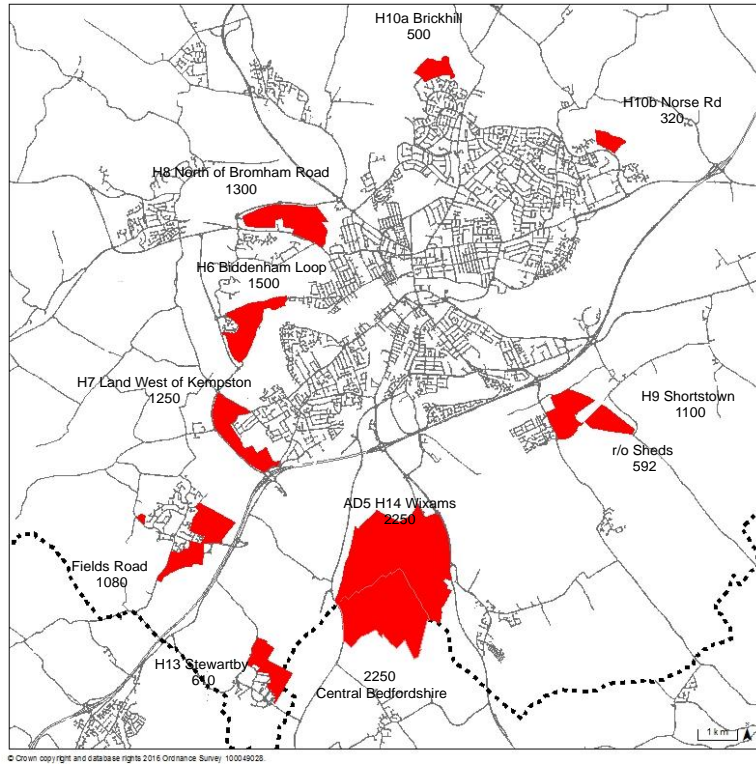 H10a Brickhill
500
H10b Norse Rd
320
H8 North of Bromham Road
1300
H6 Biddenham Loop
1500
H7 Land West of Kempston
1250
H9 Shortstown
1100
r/o Sheds
592
AD5 H14 Wixams
2250
Fields Road
1080
H13 Stewartby
610
2250
Central Bedfordshire
1 km
© Crown copyright and database rights 2016 Ordnance Survey 100049028.